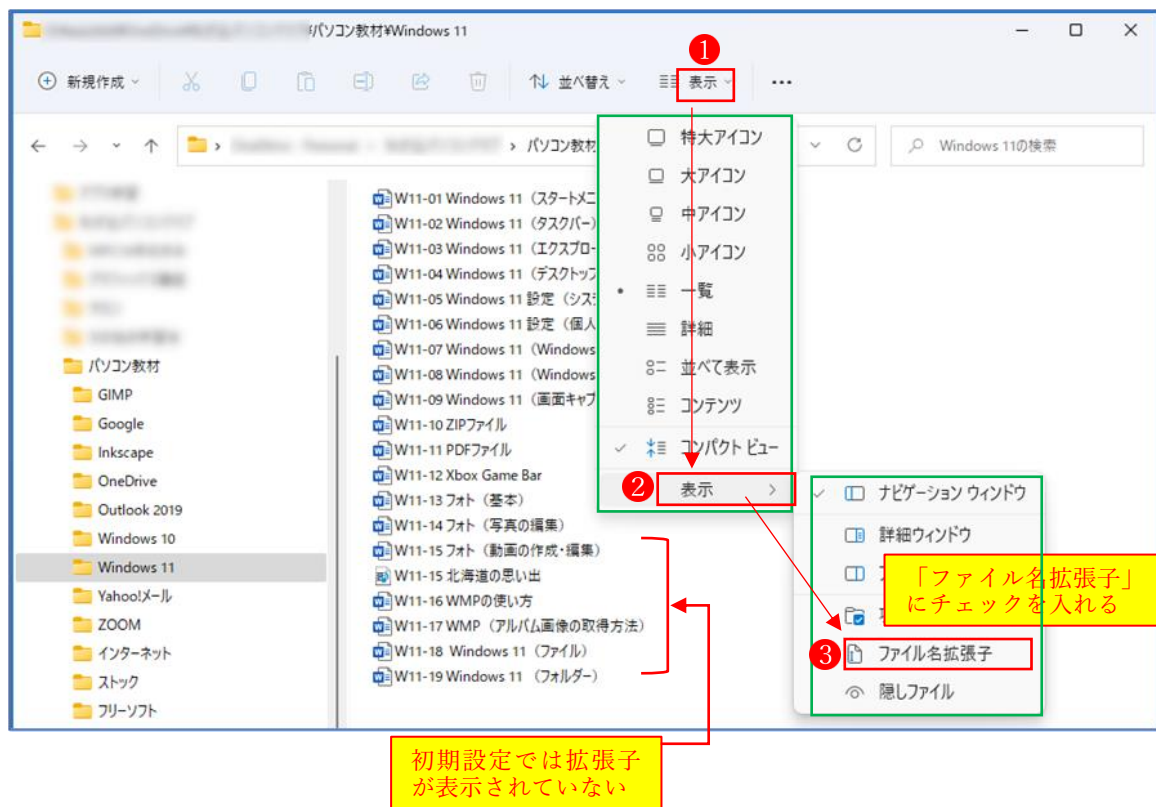 パソコン教材¥Windows 11
❶
新規作成
並べ替え
表示
パソコン教材
Windows 11の検索
パソコン教材
GIMP
Google
Inkscape
OneDrive
Outlook 2019
Windows 10
Windows 11
Yahoo!メール
ZOOM
インターネット
ストック
フリーソフト
W11-01 Windows 11（スタートメニ
W11-02 Windows 11（タスクバー）
W11-03 Windows 11（エクスプロー
W11-04 Windows 11（デスクトップ
W11-05 Windows 11 設定（シス
W11-06 Windows 11 設定（個人
W11-07 Windows 11（Windows
W11-08 Windows 11（Windows
W11-09 Windows 11（画面キャプ
W11-10 ZIPファイル
W11-11 PDFファイル
W11-12 Xbox Game Bar
W11-13 フォト（基本）
W11-14 フォト（写真の編集）
W11-15 フォト（動画の作成・編集）
W11-15 北海道の思い出
W11-16 WMPの使い方
W11-17 WMP（アルバム画像の取得方法）
W11-18 Windows 11（ファイル）
W11-19 Windows 11（フォルダー）
特大アイコン
大アイコン
中アイコン
小アイコン
一覧
詳細
並べて表示
コンテンツ
コンパクト ビュー
❷
表示
ナビゲーション ウィンドウ
詳細ウィンドウ
「ファイル名拡張子」
にチェックを入れる
❸
ファイル名拡張子
隠しファイル
初期設定では拡張子
が表示されていない